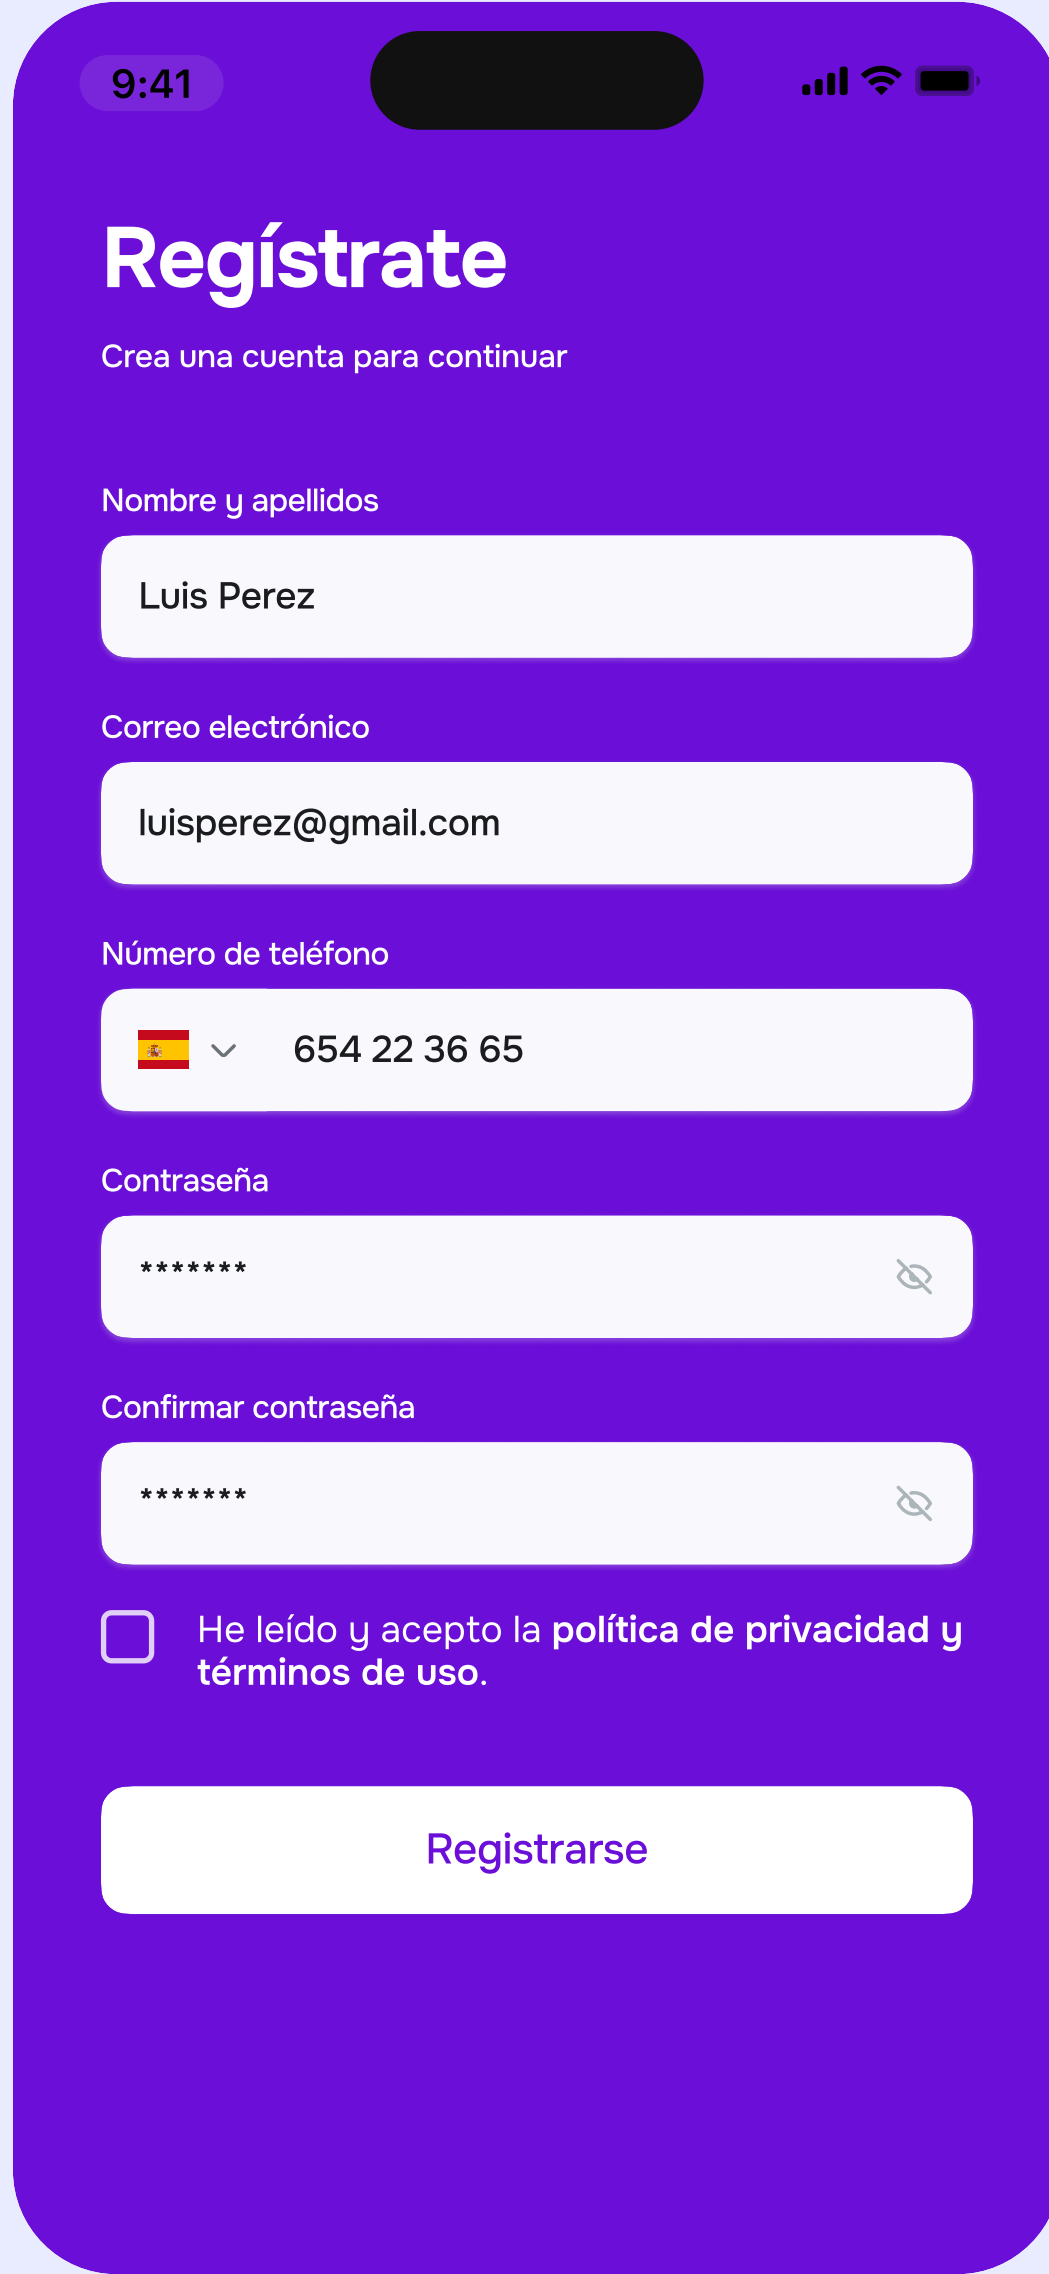 9:41
Regístrate
Crea una cuenta para continuar
Nombre y apellidos
Luis Perez
Correo electrónico
luisperez@gmail.com
Número de teléfono
654 22 36 65
Contraseña
*******
Confirmar contraseña
*******
He leído y acepto la política de privacidad y
términos de uso.
Registrarse